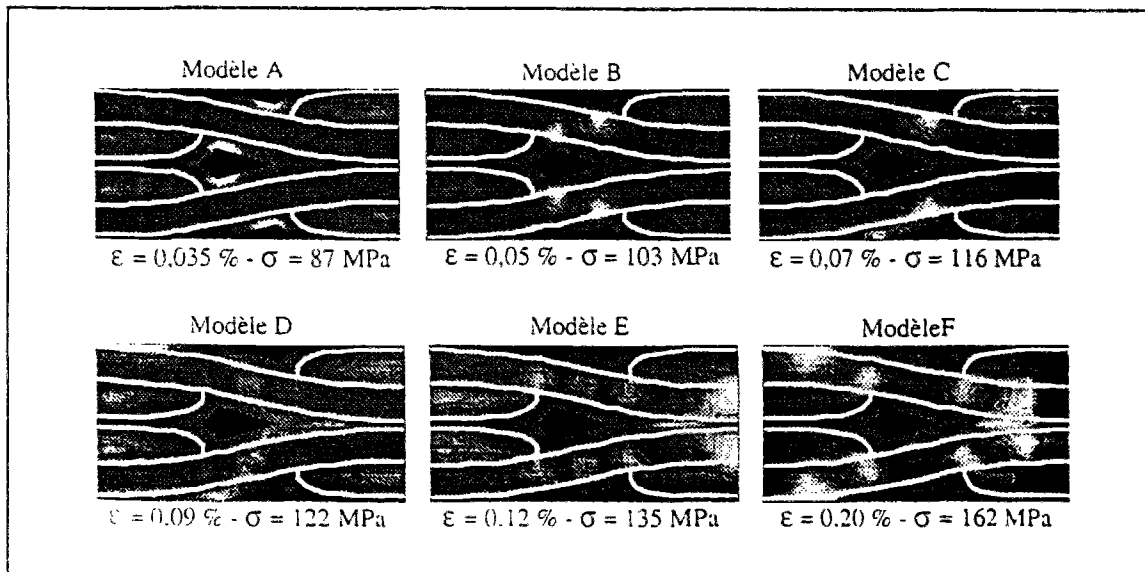 Modèle A
Modèle B
Modèle C
ε = 0,035 % - σ = 87 MPa
ε = 0,05 % - σ = 103 MPa
ε = 0,07 % - σ = 116 MPa
Modèle D
Modèle E
ModèleF
ε = 0.09 % - σ = 122 MPa
ε = 0.12 % - σ = 135 MPa
ε = 0.20 % - σ = 162 MPa